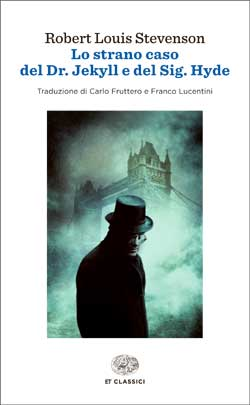 Robert Louis Stevenson
Lo strano caso
del Dr. Jekyll e del Sig. Hyde
Traduzione di Carlo Fruttero e Franco Lucentini
ET CLASSICI